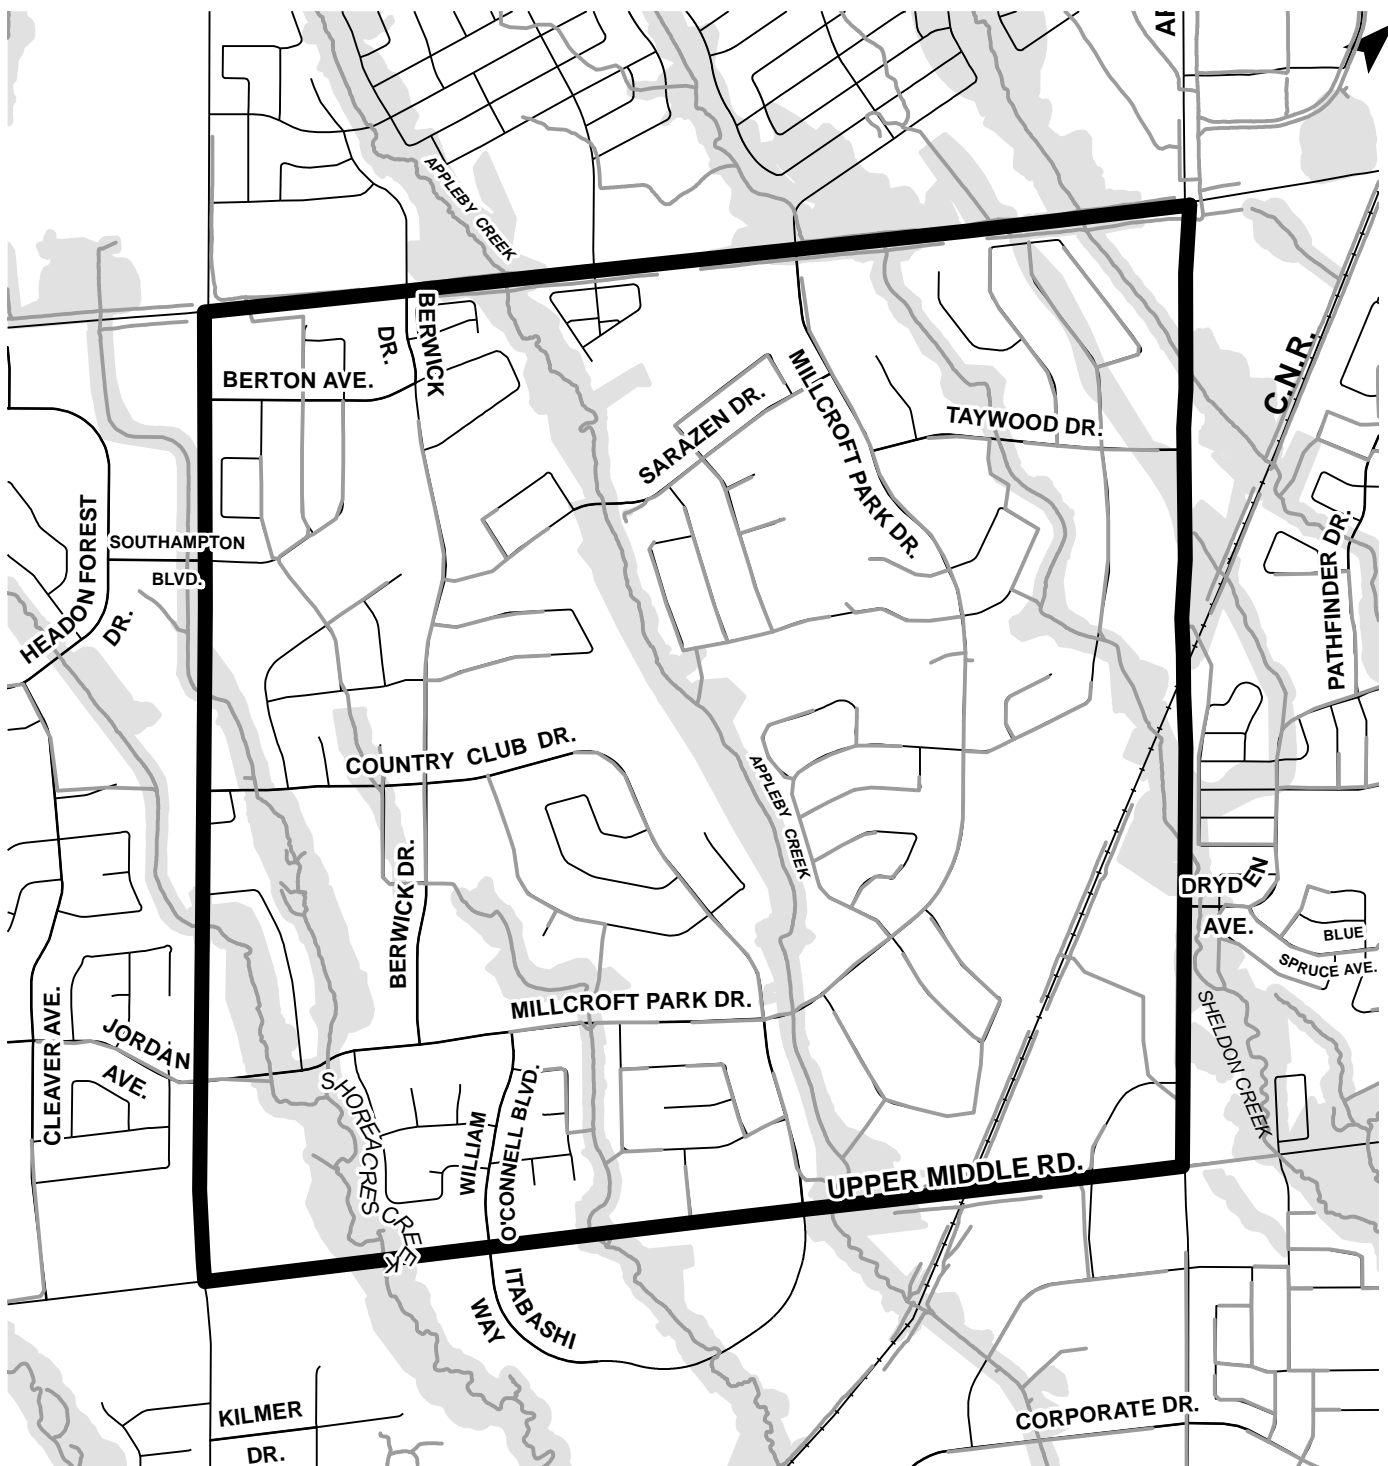 AP
APPLEBY CREEK
BERWICK
DR.
BERTON AVE.
C.N.R.
MILLCROFT PARK DR.
SARAZEN DR.
TAYWOOD DR.
HEADON FOREST
DR.
SOUTHAMPTON
BLVD.
PATHFINDER DR.
COUNTRY CLUB DR.
APPLEBY CREEK
BERWICK DR.
DRYDEN
AVE.
BLUE
SPRUCE AVE.
CLEAVER AVE.
JORDAN
AVE.
MILLCROFT PARK DR.
SHELDON CREEK
SHOREACRES
CREEK
WILLIAM
O'CONNELL BLVD.
UPPER MIDDLE RD.
ITABASHI
WAY
KILMER
DR.
CORPORATE DR.